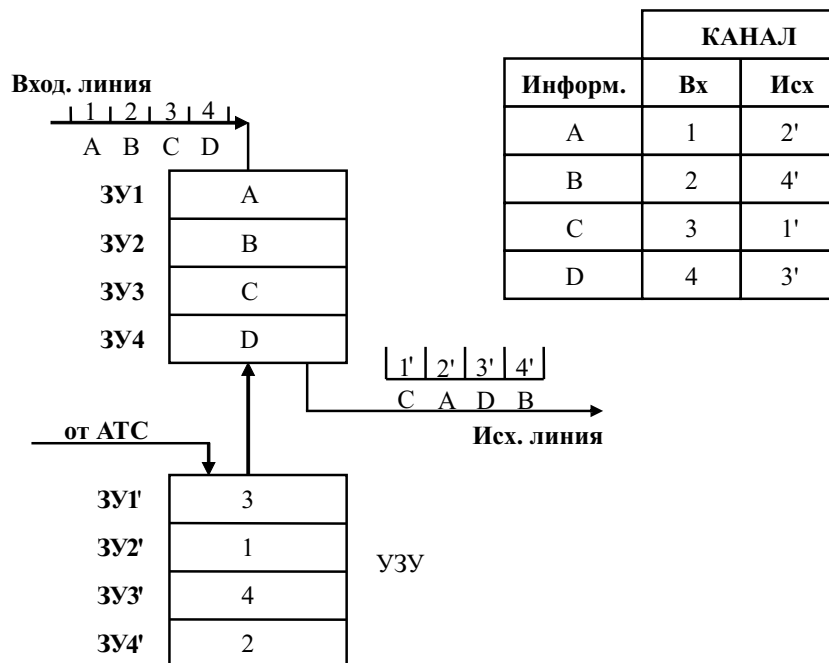 Вход. линия
1 2 3 4
A B C D
ЗУ1 A
ЗУ2 B
ЗУ3 C
ЗУ4 D
1' 2' 3' 4'
C A D B
Исх. линия
от АТС
ЗУ1' 3
ЗУ2' 1
ЗУ3' 4
ЗУ4' 2
УЗУ
КАНАЛ
Информ. Вх Исх
A 1 2'
B 2 4'
C 3 1'
D 4 3'